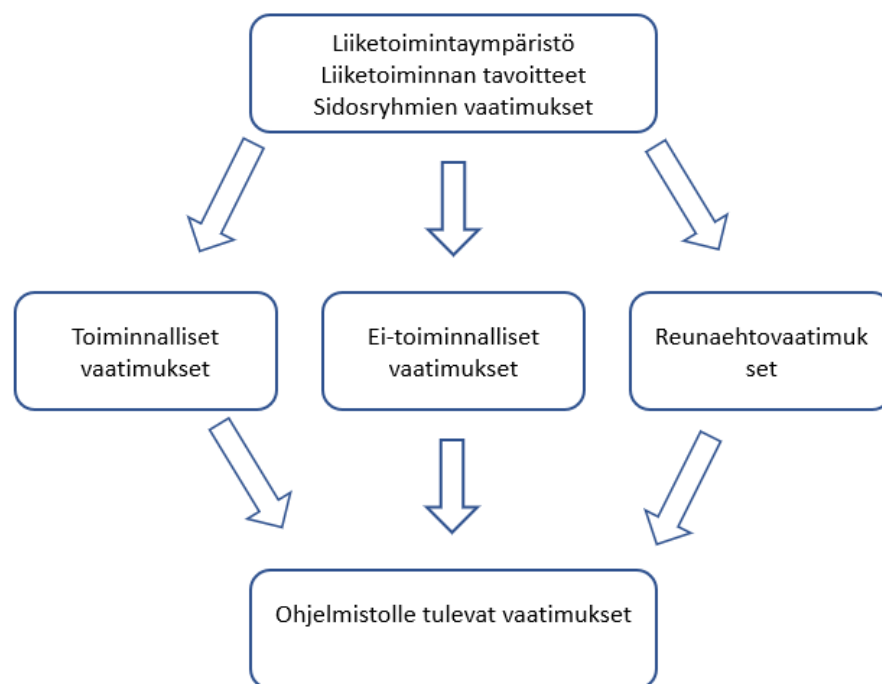 Liiketoimintaympäristö
Liiketoiminnan tavoitteet
Sidosryhmien vaatimukset
Toiminnalliset
vaatimukset
Ei-toiminnalliset
vaatimukset
Reunaehtovaatimuk
set
Ohjelmistolle tulevat vaatimukset